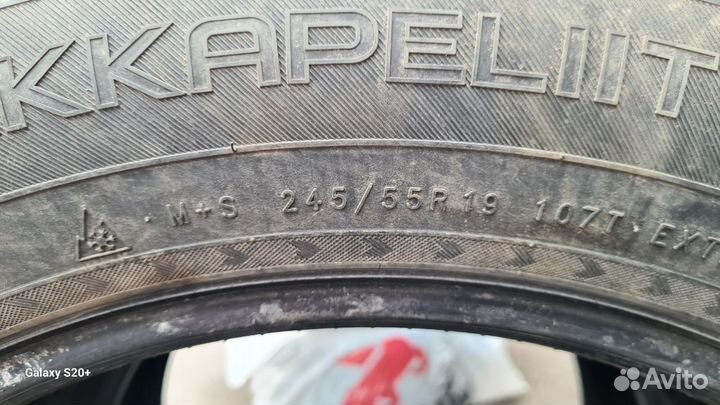 KKAPELIIT
M+S 245/55R19 107T EXT
Galaxy S20+
Avito